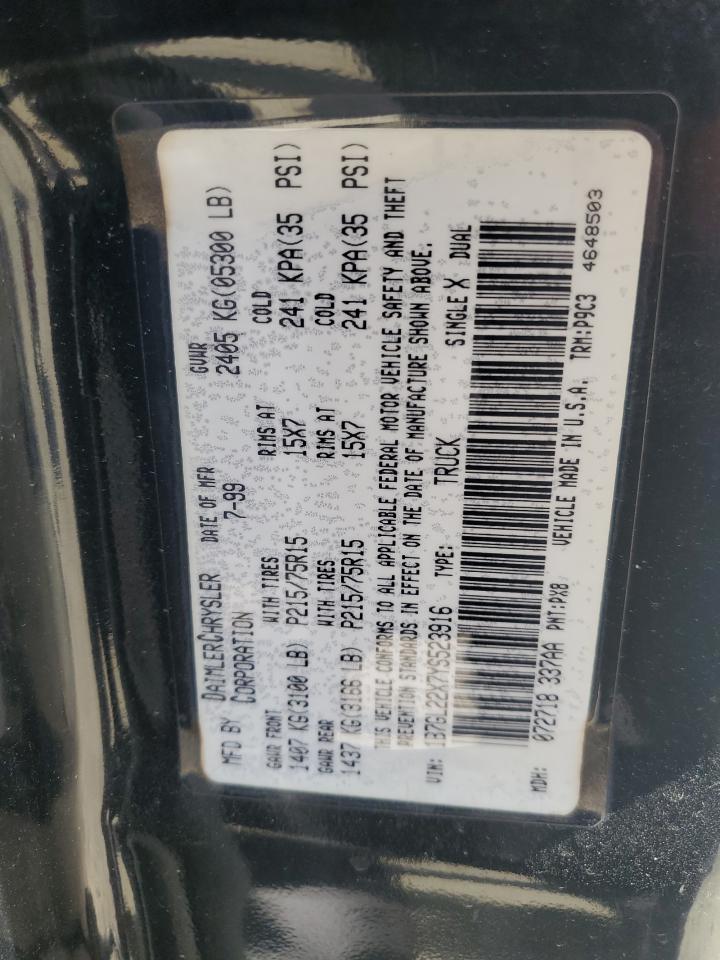 MFD BY DAIMLERCHRYSLER CORPORATION DATE OF MFR 7-99 GVWR 2405 KG(05300 LB)
GAWR FRONT WITH TIRES RIMS AT COLD
1407 KG(3100 LB) P215/75R15 15X7 241 KPA(35 PSI)
GAWR REAR WITH TIRES RIMS AT COLD
1437 KG(3166 LB) P215/75R15 15X7 241 KPA(35 PSI)
THIS VEHICLE CONFORMS TO ALL APPLICABLE FEDERAL MOTOR VEHICLE SAFETY AND THEFT
PREVENTION STANDARDS IN EFFECT ON THE DATE OF MANUFACTURE SHOWN ABOVE.
VIN: 1B7GL22X7YS523916 TYPE: TRUCK SINGLE X DUAL
MDH: 072718 337AA PNT:PX8 VEHICLE MADE IN U.S.A. TRM:P9C3 4648503